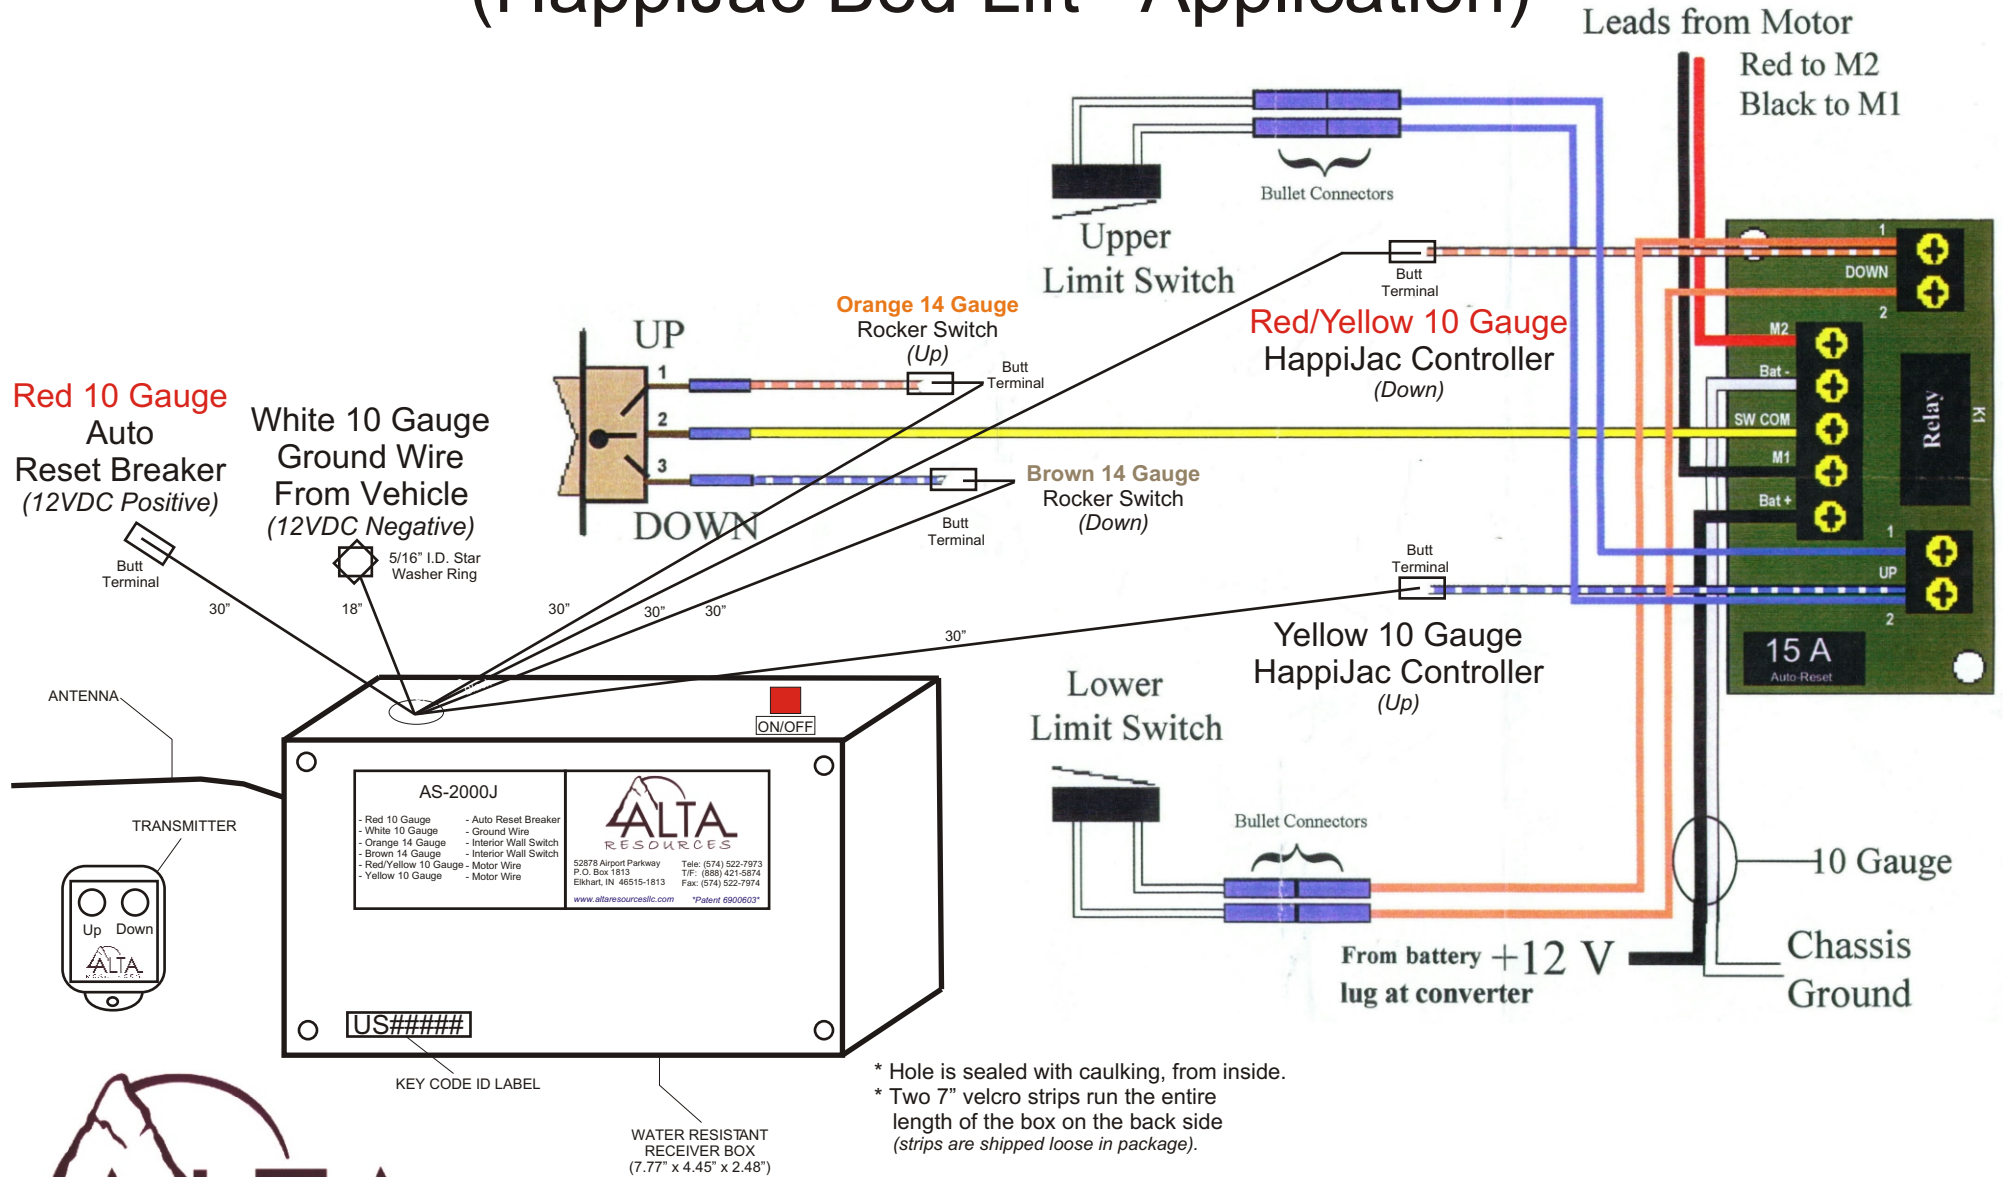 (HappiJac Bed Lift - Application)
Leads from Motor
Red to M2
Black to M1
Bullet Connectors
Upper
Limit Switch
Butt
Terminal
Red/Yellow 10 Gauge
HappiJac Controller
(Down)
Orange 14 Gauge
Rocker Switch
(Up)
Butt
Terminal
UP
1
2
3
DOWN
Brown 14 Gauge
Rocker Switch
(Down)
Butt
Terminal
Red 10 Gauge
Auto
Reset Breaker
(12VDC Positive)
Butt
Terminal
White 10 Gauge
Ground Wire
From Vehicle
(12VDC Negative)
5/16" I.D. Star
Washer Ring
30"
18"
30"
30"
30"
30"
1
DOWN
2
M2
Bat -
SW COM
M1
Bat +
Relay
K1
1
UP
2
15 A
Auto-Reset
Butt
Terminal
Yellow 10 Gauge
HappiJac Controller
(Up)
Lower
Limit Switch
Bullet Connectors
10 Gauge
From battery +12 V
lug at converter
Chassis
Ground
ANTENNA
TRANSMITTER
Up Down
ALTA
ON/OFF
AS-2000J
- Red 10 Gauge - Auto Reset Breaker
- White 10 Gauge - Ground Wire
- Orange 14 Gauge - Interior Wall Switch
- Brown 14 Gauge - Interior Wall Switch
- Red/Yellow 10 Gauge - Motor Wire
- Yellow 10 Gauge - Motor Wire
ALTA
RESOURCES
52878 Airport Parkway Tele: (574) 522-7973
P.O. Box 1813 T/F: (888) 421-5874
Elkhart, IN 46515-1813 Fax: (574) 522-7974
www.altaresourcesllc.com "Patent 6900603"
US#####
KEY CODE ID LABEL
WATER RESISTANT
RECEIVER BOX
(7.77" x 4.45" x 2.48")
* Hole is sealed with caulking, from inside.
* Two 7" velcro strips run the entire
length of the box on the back side
(strips are shipped loose in package).
ALTA